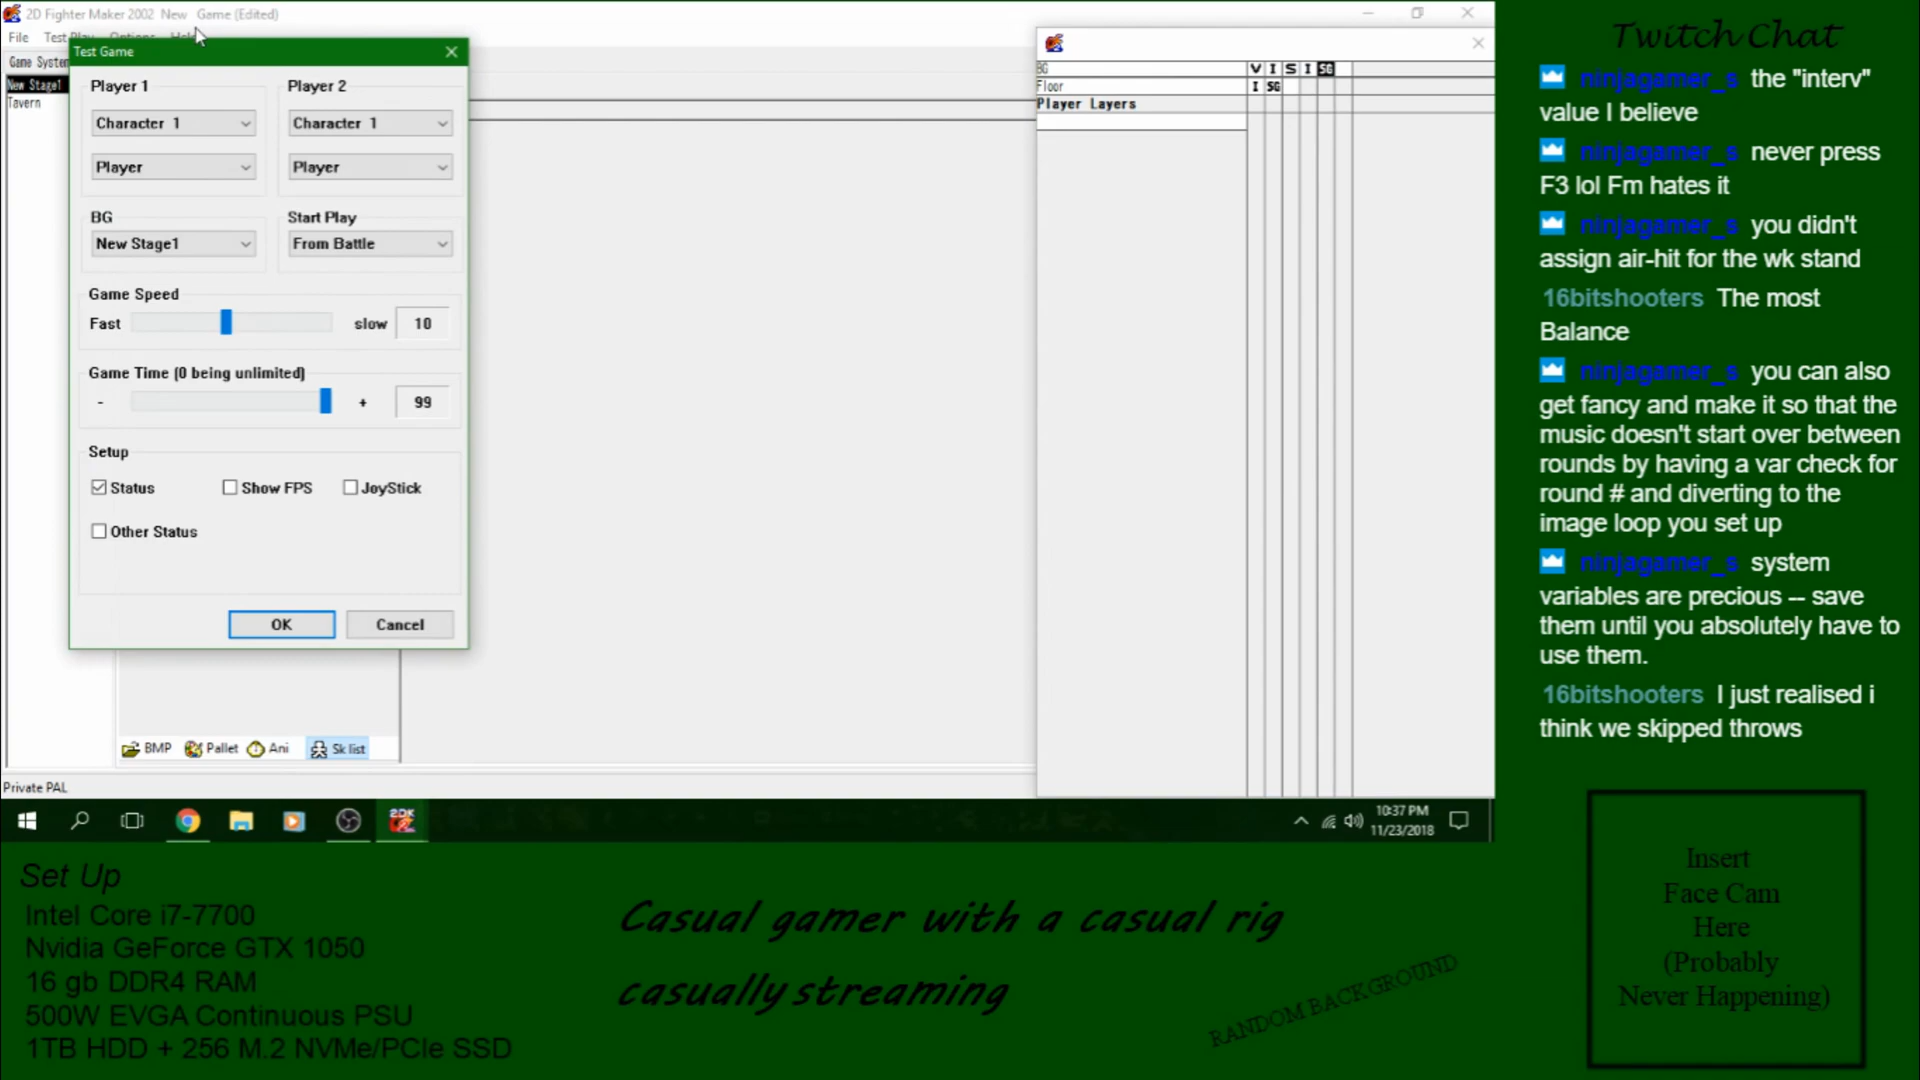 2D Fighter Maker 2002 New Game (Edited)
File Test Play Options Help
Game System
New Stage1
Tavern
Test Game
Player 1
Player 2
Character 1
Character 1
Player
Player
BG
Start Play
New Stage1
From Battle
Game Speed
Fast
slow
10
Game Time (0 being unlimited)
-
+
99
Setup
Status
Show FPS
JoyStick
Other Status
OK
Cancel
BG V I S I SG
Floor I SG
Player Layers
BMP Pallet Ani Sk list
Private PAL
10:37 PM
11/23/2018
Twitch Chat
ninjagamer_s the "interv"
value I believe
ninjagamer_s never press
F3 lol Fm hates it
ninjagamer_s you didn't
assign air-hit for the wk stand
16bitshooters The most
Balance
ninjagamer_s you can also
get fancy and make it so that the
music doesn't start over between
rounds by having a var check for
round # and diverting to the
image loop you set up
ninjagamer_s system
variables are precious -- save
them until you absolutely have to
use them.
16bitshooters I just realised i
think we skipped throws
Set Up
Intel Core i7-7700
Nvidia GeForce GTX 1050
16 gb DDR4 RAM
500W EVGA Continuous PSU
1TB HDD + 256 M.2 NVMe/PCIe SSD
Casual gamer with a casual rig
casually streaming
RANDOM BACKGROUND
Insert
Face Cam
Here
(Probably
Never Happening)